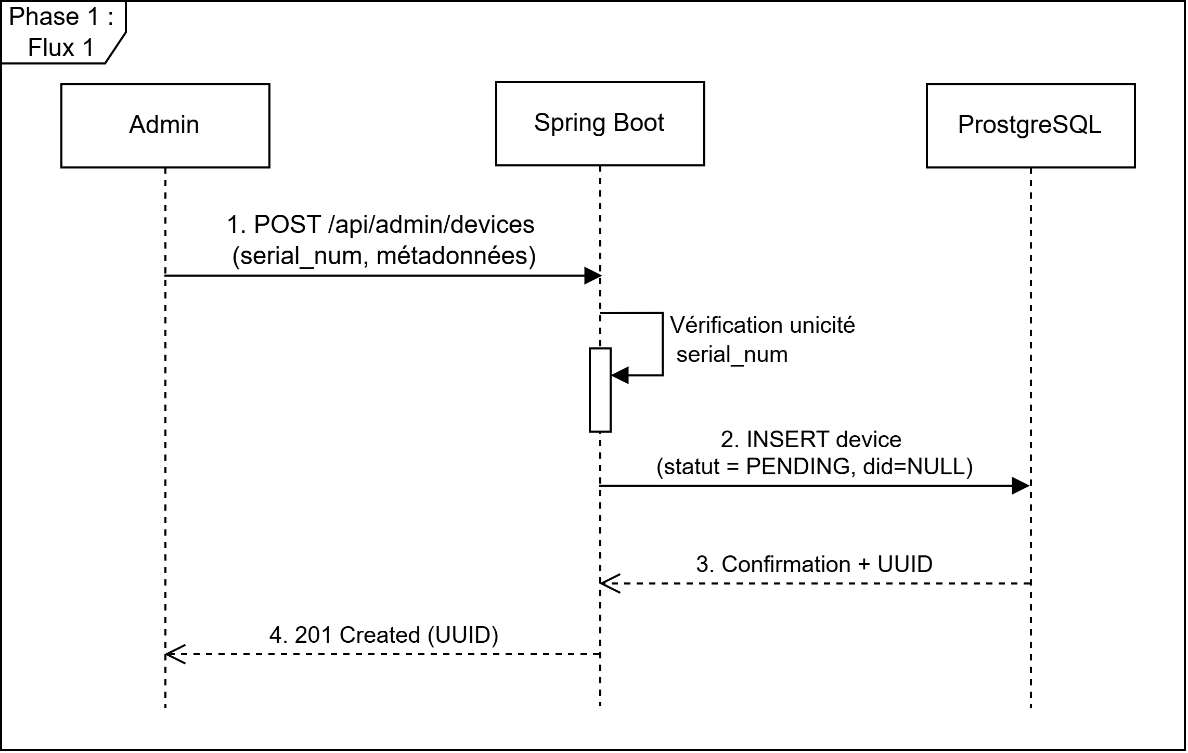 Phase 1 :
Flux 1
Admin
Spring Boot
ProstgreSQL
1. POST /api/admin/devices
(serial_num, métadonnées)
Vérification unicité
serial_num
2. INSERT device
(statut = PENDING, did=NULL)
3. Confirmation + UUID
4. 201 Created (UUID)